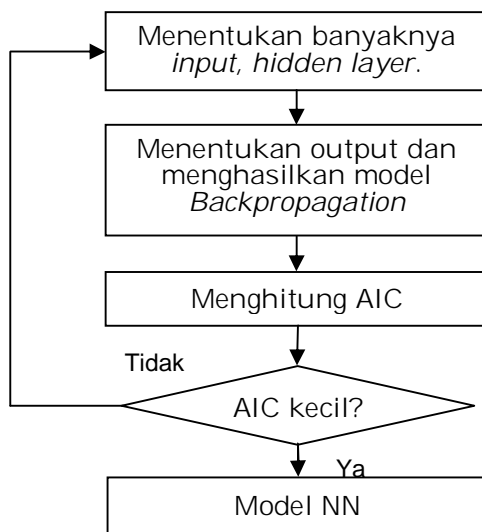 Menentukan banyaknya
input, hidden layer.
Menentukan output dan
menghasilkan model
Backpropagation
Menghitung AIC
Tidak
AIC kecil?
Ya
Model NN